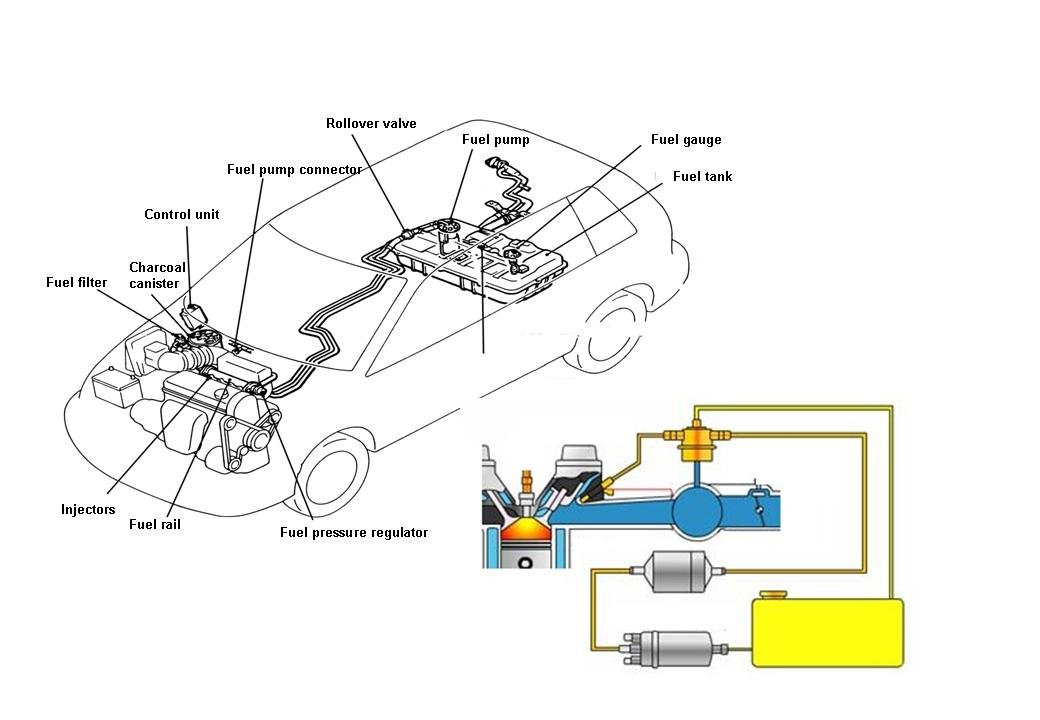 Rollover valve
Fuel pump
Fuel gauge
Fuel pump connector
Fuel tank
Control unit
Charcoal
canister
Fuel filter
Injectors
Fuel rail
Fuel pressure regulator